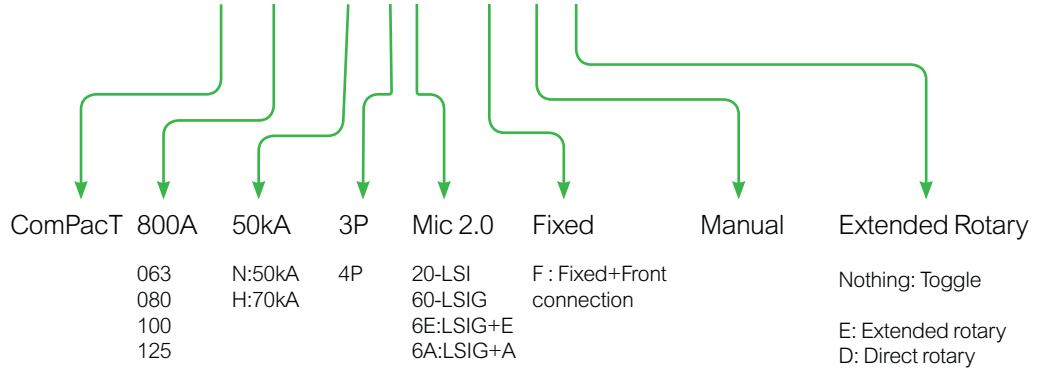 ComPacT 800A 50kA 3P Mic 2.0 Fixed Manual Extended Rotary
063 N:50kA 4P 20-LSI F : Fixed+Front Nothing: Toggle
080 H:70kA 60-LSIG connection
100 6E:LSIG+E E: Extended rotary
125 6A:LSIG+A D: Direct rotary